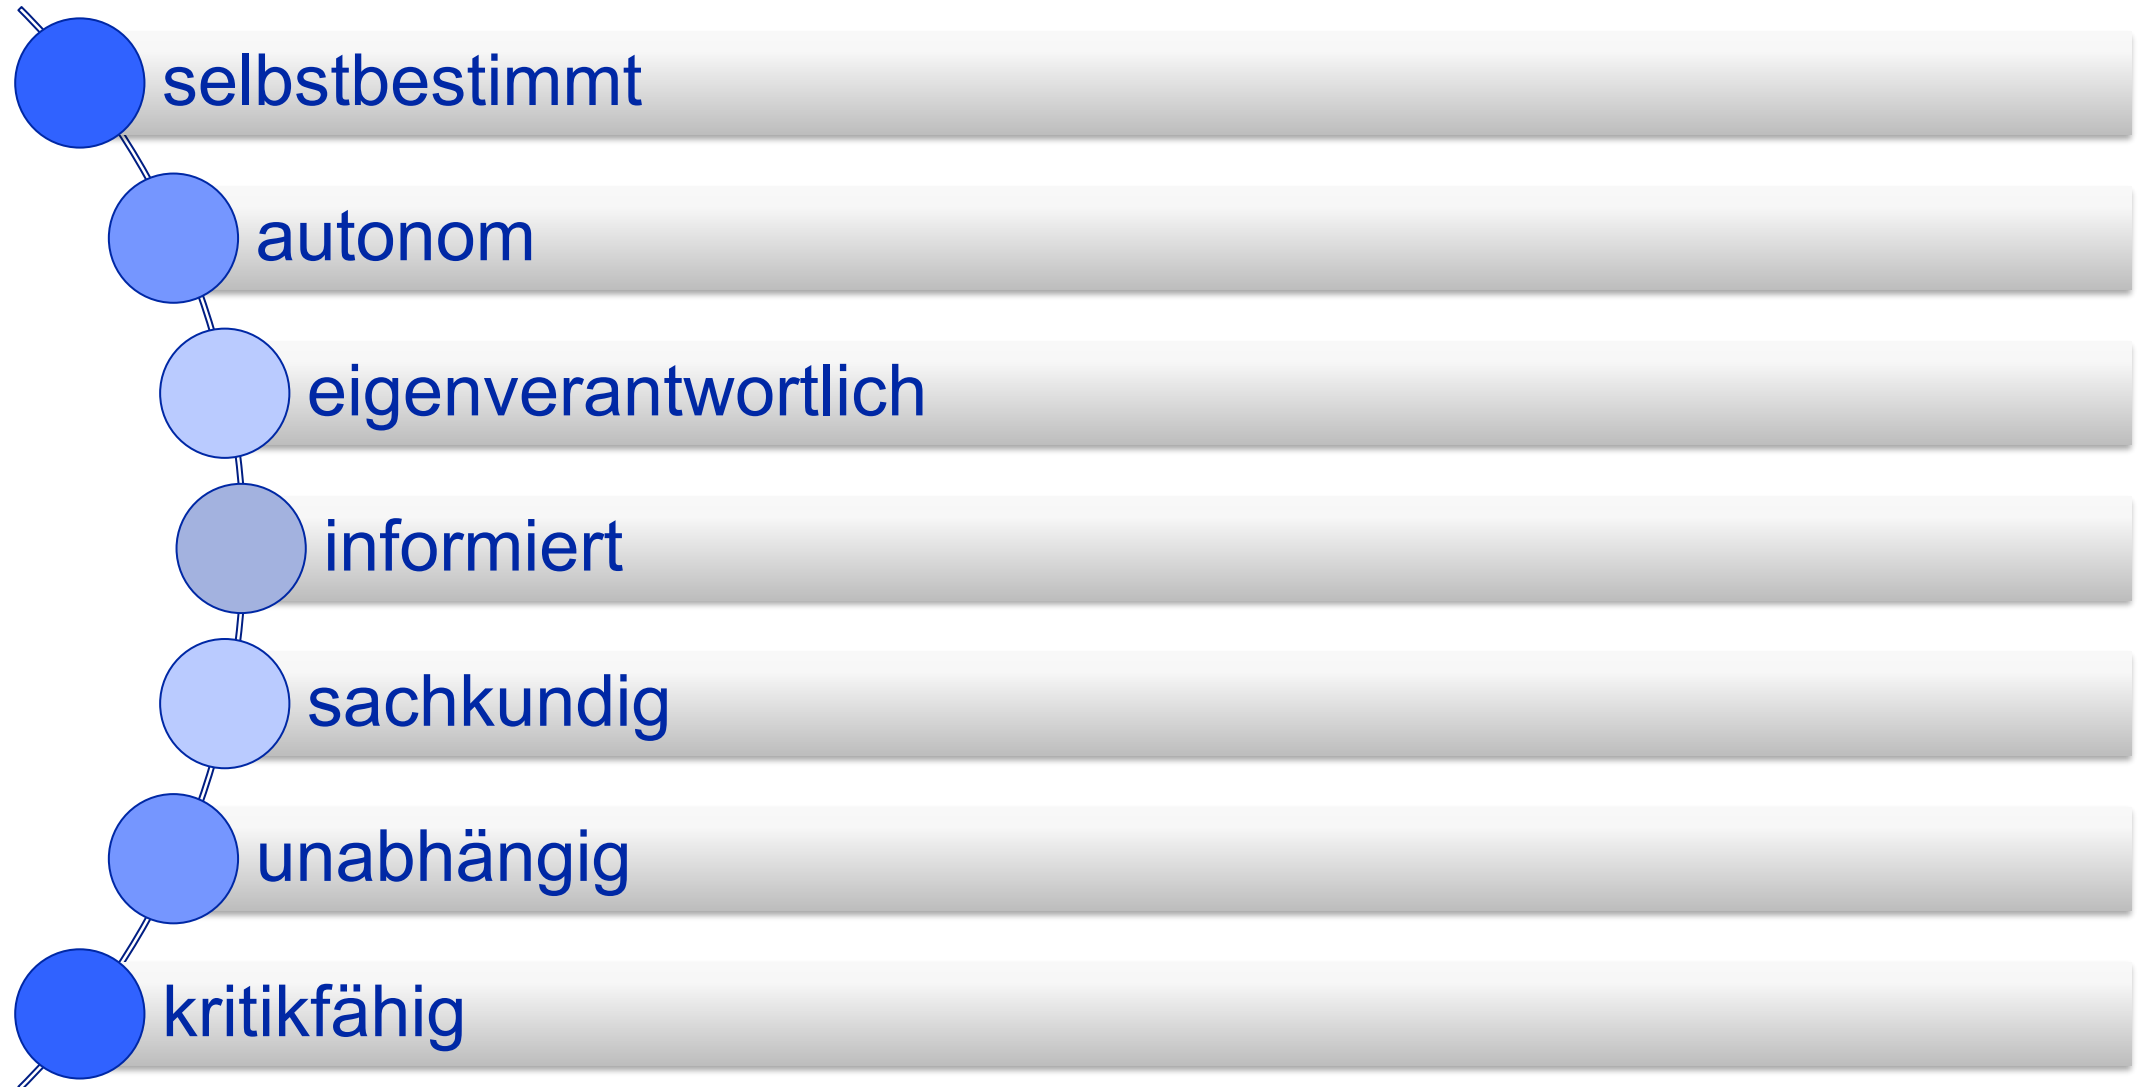 selbstbestimmt
autonom
eigenverantwortlich
informiert
sachkundig
unabhängig
kritikfähig